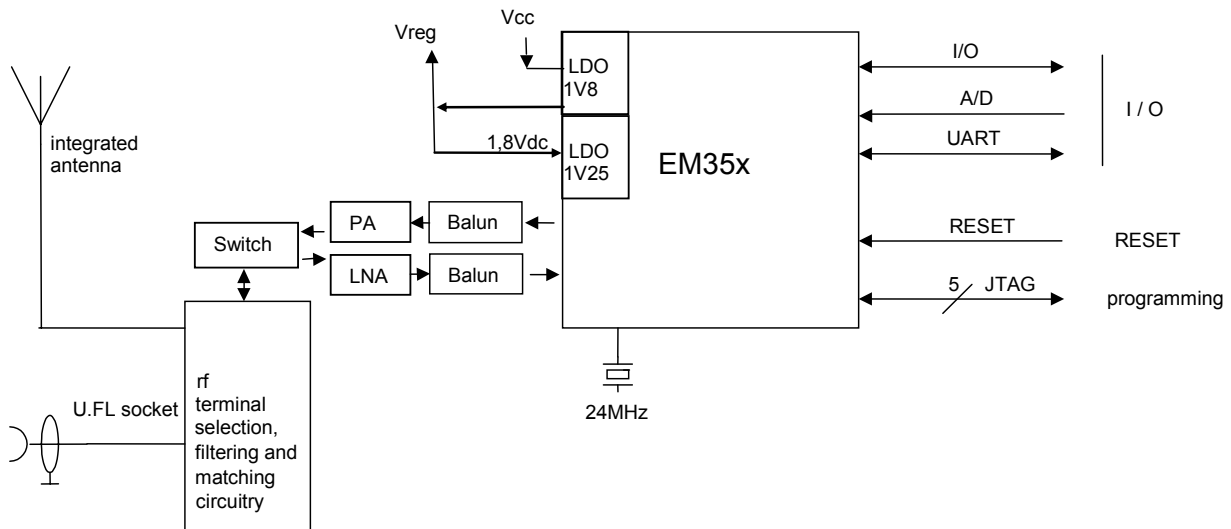 Vcc
Vreg
LDO
1V8
1,8Vdc
LDO
1V25
EM35x
I/O
A/D
UART
I / O
RESET
RESET
5
JTAG
programming
integrated
antenna
PA
Balun
Switch
LNA
Balun
24MHz
U.FL socket
rf
terminal
selection,
filtering and
matching
circuitry